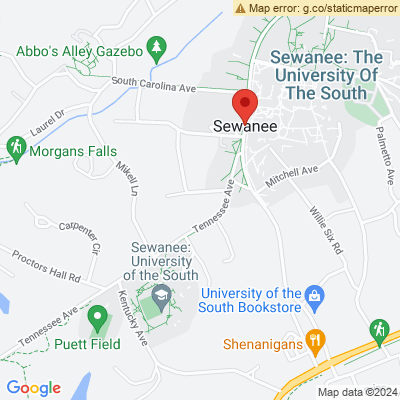 Map error: g.co/staticmaperror
Abbo's Alley Gazebo
South Carolina Ave
Sewanee: The
University Of
The South
Laurel Dr
Sewanee
Palmetto Ave
Morgans Falls
Mikell Ln
Mitchell Ave
Tennessee Ave
Willie Six Rd
Carpenter Cir
Sewanee:
University
of the South
Proctors Hall Rd
Kentucky Ave
University of the
South Bookstore
Tennessee Ave
Puett Field
Shenanigans
Google
Map data ©2024